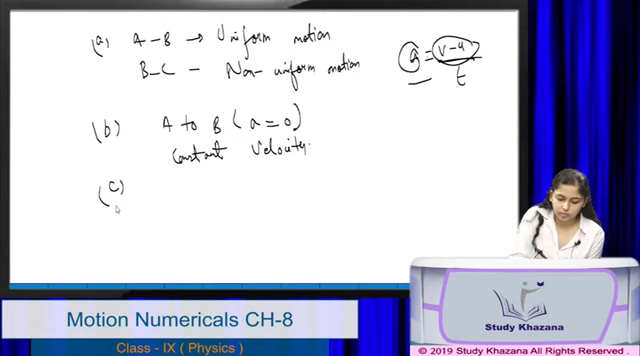 (a) A - B → Uniform motion
B - C - Non-uniform motion
a = v-u / t
(b) A to B (a = 0)
Constant Velocity.
(C)
Study Khazana
Motion Numericals CH-8
Class - IX ( Physics )
© 2019 Study Khazana All Rights Reserved